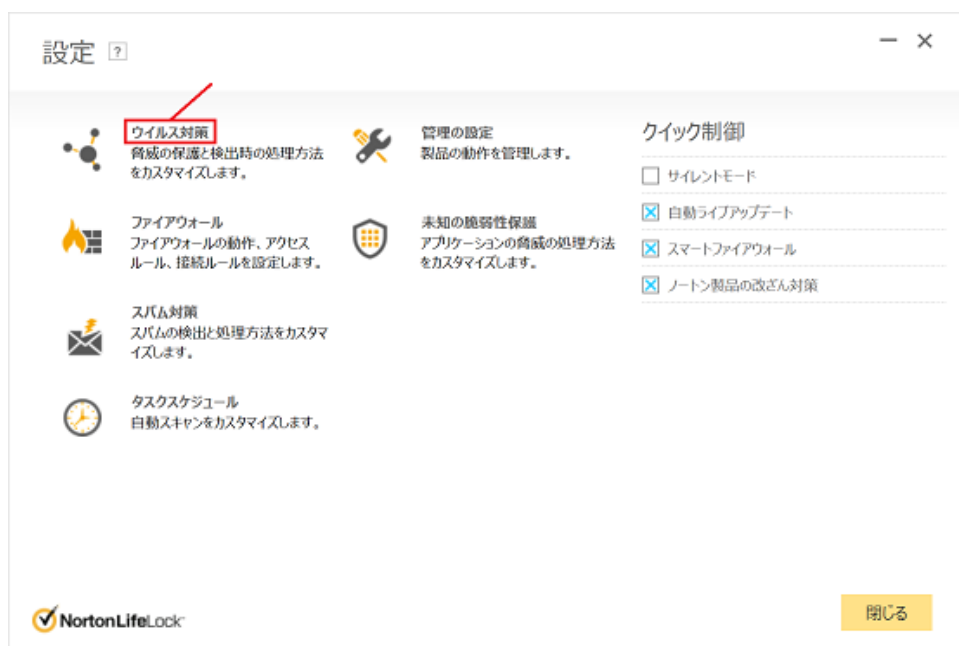 設定 ?
ウイルス対策
脅威の保護と検出時の処理方法
をカスタマイズします。
ファイアウォール
ファイアウォールの動作、アクセス
ルール、接続ルールを設定します。
スパム対策
スパムの検出と処理方法をカスタマ
イズします。
タスクスケジュール
自動スキャンをカスタマイズします。
管理の設定
製品の動作を管理します。
未知の脆弱性保護
アプリケーションの脅威の処理方法
をカスタマイズします。
クイック制御
サイレントモード
自動ライブアップデート
スマートファイアウォール
ノートン製品の改ざん対策
NortonLifeLock
閉じる